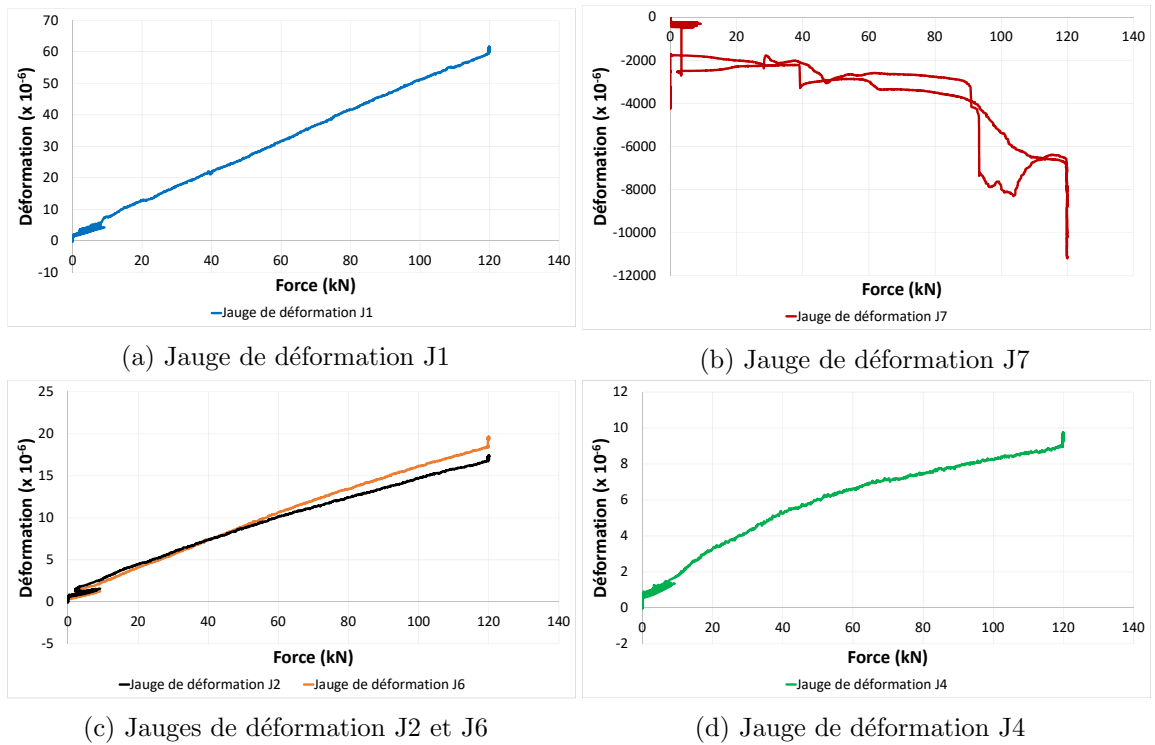 70
60
50
40
30
20
10
0
-10
0 20 40 60 80 100 120 140
Déformation (x 10⁻⁶)
Force (kN)
Jauge de déformation J1
(a) Jauge de déformation J1
0
-2000
-4000
-6000
-8000
-10000
-12000
0 20 40 60 80 100 120 140
Déformation (x 10⁻⁶)
Force (kN)
Jauge de déformation J7
(b) Jauge de déformation J7
25
20
15
10
5
0
-5
0 20 40 60 80 100 120 140
Déformation (x 10⁻⁶)
Force (kN)
Jauge de déformation J2 Jauge de déformation J6
(c) Jauges de déformation J2 et J6
12
10
8
6
4
2
0
-2
0 20 40 60 80 100 120 140
Déformation (x 10⁻⁶)
Force (kN)
Jauge de déformation J4
(d) Jauge de déformation J4